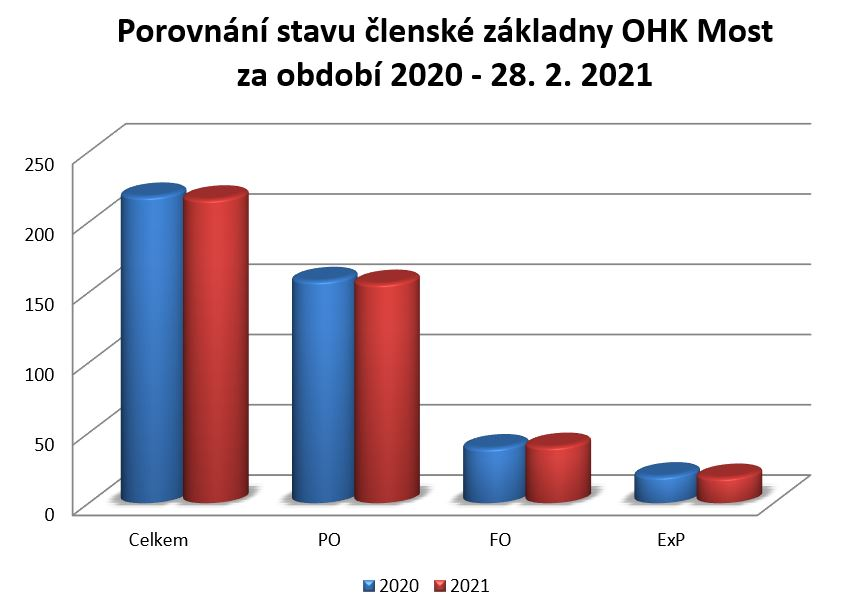 Porovnání stavu členské základny OHK Most
za období 2020 - 28. 2. 2021
250
200
150
100
50
0
Celkem PO FO ExP
2020 2021